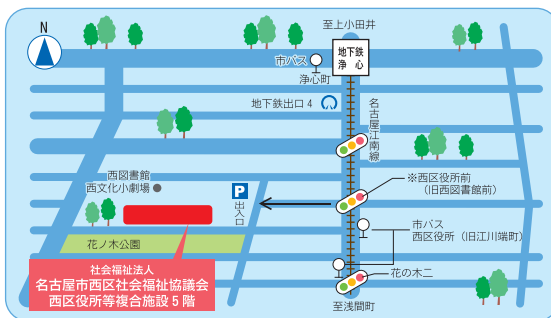 N
至上小田井
地下鉄
浄心
市バス
浄心町
地下鉄出口4
名古屋江南線
西図書館
西文化小劇場
P
出入口
※西区役所前
(旧西図書館前)
市バス
西区役所(旧江川端町)
花ノ木公園
花の木二
至浅間町
社会福祉法人
名古屋市西区社会福祉協議会
西区役所等複合施設5階